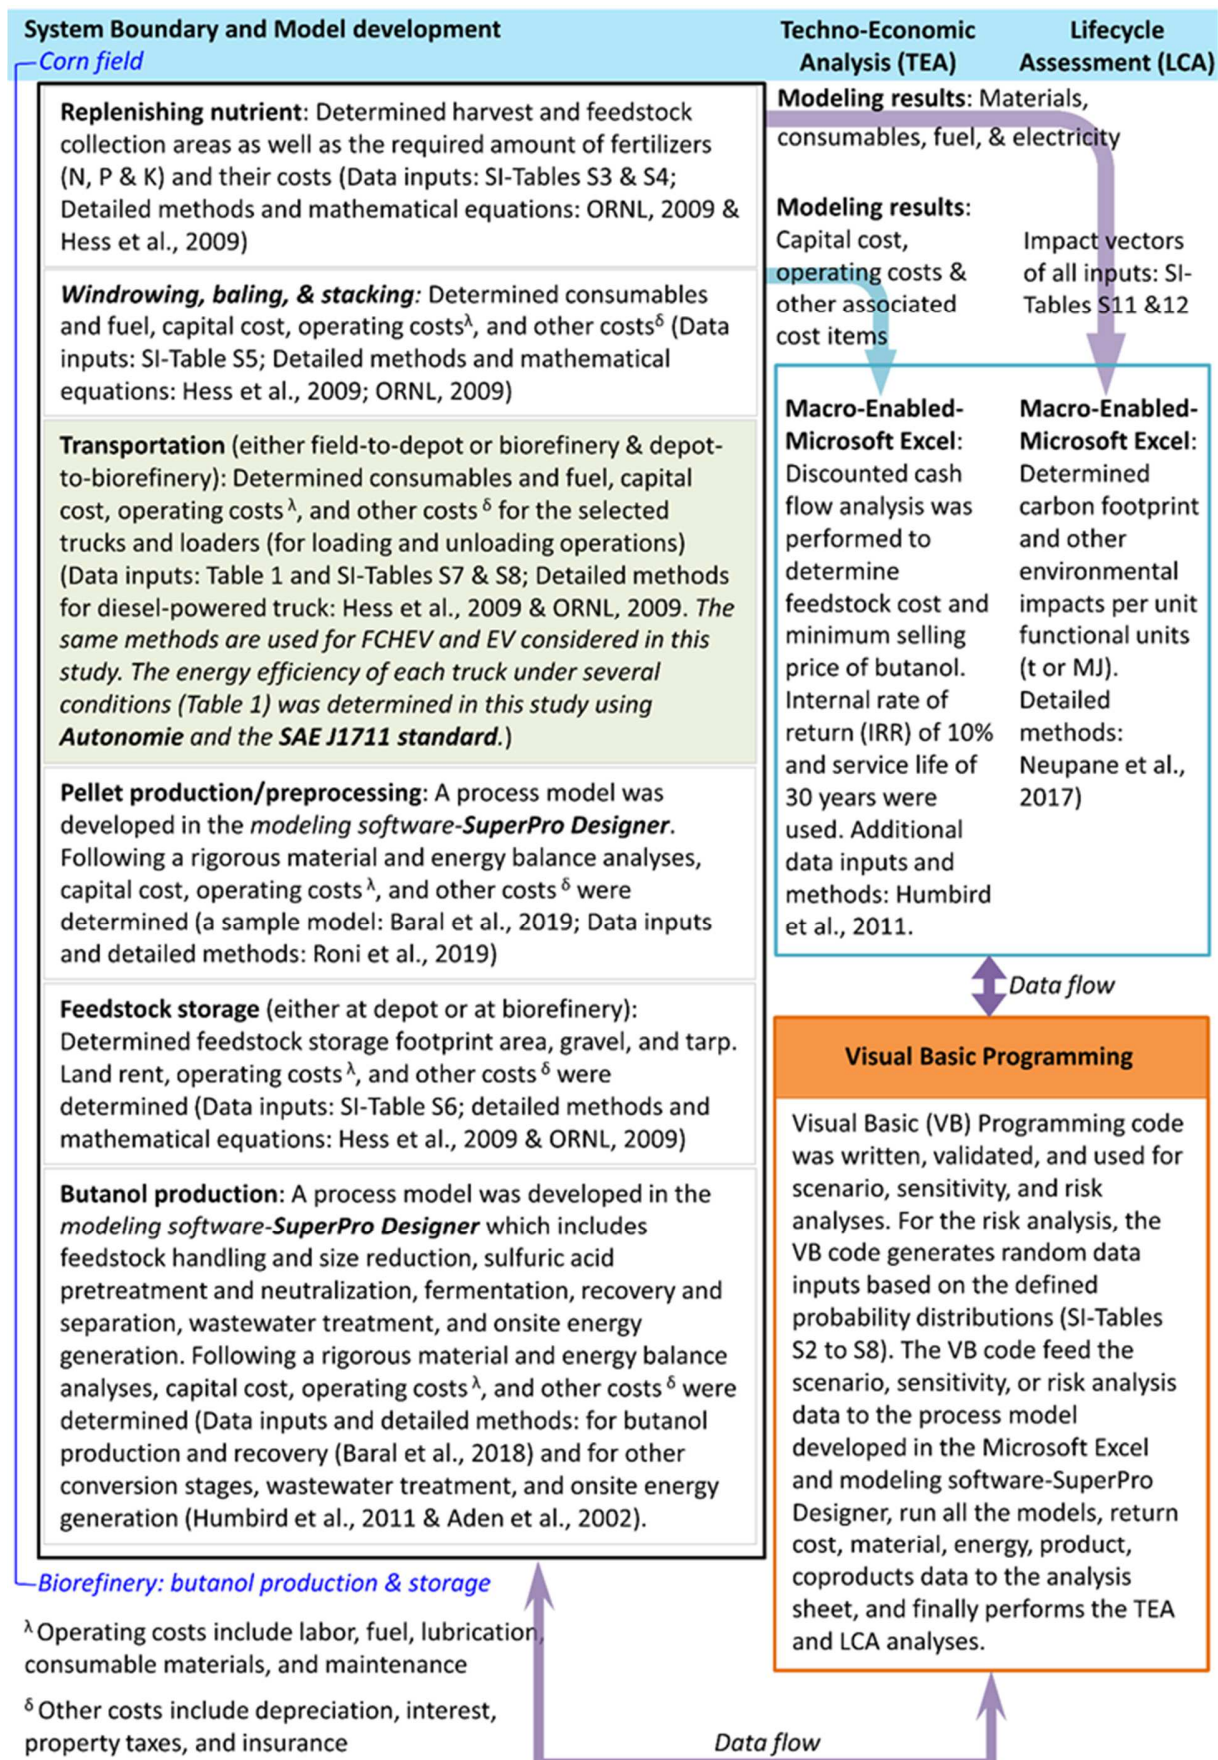 System Boundary and Model development
Corn field
Techno-Economic
Analysis (TEA)
Lifecycle
Assessment (LCA)
Replenishing nutrient: Determined harvest and feedstock
collection areas as well as the required amount of fertilizers
(N, P & K) and their costs (Data inputs: SI-Tables S3 & S4;
Detailed methods and mathematical equations: ORNL, 2009 &
Hess et al., 2009)
Windrowing, baling, & stacking: Determined consumables
and fuel, capital cost, operating costsλ, and other costsδ (Data
inputs: SI-Table S5; Detailed methods and mathematical
equations: Hess et al., 2009; ORNL, 2009)
Transportation (either field-to-depot or biorefinery & depot-
to-biorefinery): Determined consumables and fuel, capital
cost, operating costs λ, and other costs δ for the selected
trucks and loaders (for loading and unloading operations)
(Data inputs: Table 1 and SI-Tables S7 & S8; Detailed methods
for diesel-powered truck: Hess et al., 2009 & ORNL, 2009. The
same methods are used for FCHEV and EV considered in this
study. The energy efficiency of each truck under several
conditions (Table 1) was determined in this study using
Autonomie and the SAE J1711 standard.)
Pellet production/preprocessing: A process model was
developed in the modeling software-SuperPro Designer.
Following a rigorous material and energy balance analyses,
capital cost, operating costs λ, and other costs δ were
determined (a sample model: Baral et al., 2019; Data inputs
and detailed methods: Roni et al., 2019)
Feedstock storage (either at depot or at biorefinery):
Determined feedstock storage footprint area, gravel, and tarp.
Land rent, operating costs λ, and other costs δ were
determined (Data inputs: SI-Table S6; detailed methods and
mathematical equations: Hess et al., 2009 & ORNL, 2009)
Butanol production: A process model was developed in the
modeling software-SuperPro Designer which includes
feedstock handling and size reduction, sulfuric acid
pretreatment and neutralization, fermentation, recovery and
separation, wastewater treatment, and onsite energy
generation. Following a rigorous material and energy balance
analyses, capital cost, operating costs λ, and other costs δ were
determined (Data inputs and detailed methods: for butanol
production and recovery (Baral et al., 2018) and for other
conversion stages, wastewater treatment, and onsite energy
generation (Humbird et al., 2011 & Aden et al., 2002).
Biorefinery: butanol production & storage
λ Operating costs include labor, fuel, lubrication,
consumable materials, and maintenance
δ Other costs include depreciation, interest,
property taxes, and insurance
Modeling results: Materials,
consumables, fuel, & electricity
Modeling results:
Capital cost,
operating costs &
other associated
cost items
Impact vectors
of all inputs: SI-
Tables S11 &12
Macro-Enabled-
Microsoft Excel:
Discounted cash
flow analysis was
performed to
determine
feedstock cost and
minimum selling
price of butanol.
Internal rate of
return (IRR) of 10%
and service life of
30 years were
used. Additional
data inputs and
methods: Humbird
et al., 2011.
Macro-Enabled-
Microsoft Excel:
Determined
carbon footprint
and other
environmental
impacts per unit
functional units
(t or MJ).
Detailed
methods:
Neupane et al.,
2017)
Data flow
Visual Basic Programming
Visual Basic (VB) Programming code
was written, validated, and used for
scenario, sensitivity, and risk
analyses. For the risk analysis, the
VB code generates random data
inputs based on the defined
probability distributions (SI-Tables
S2 to S8). The VB code feed the
scenario, sensitivity, or risk analysis
data to the process model
developed in the Microsoft Excel
and modeling software-SuperPro
Designer, run all the models, return
cost, material, energy, product,
coproducts data to the analysis
sheet, and finally performs the TEA
and LCA analyses.
Data flow